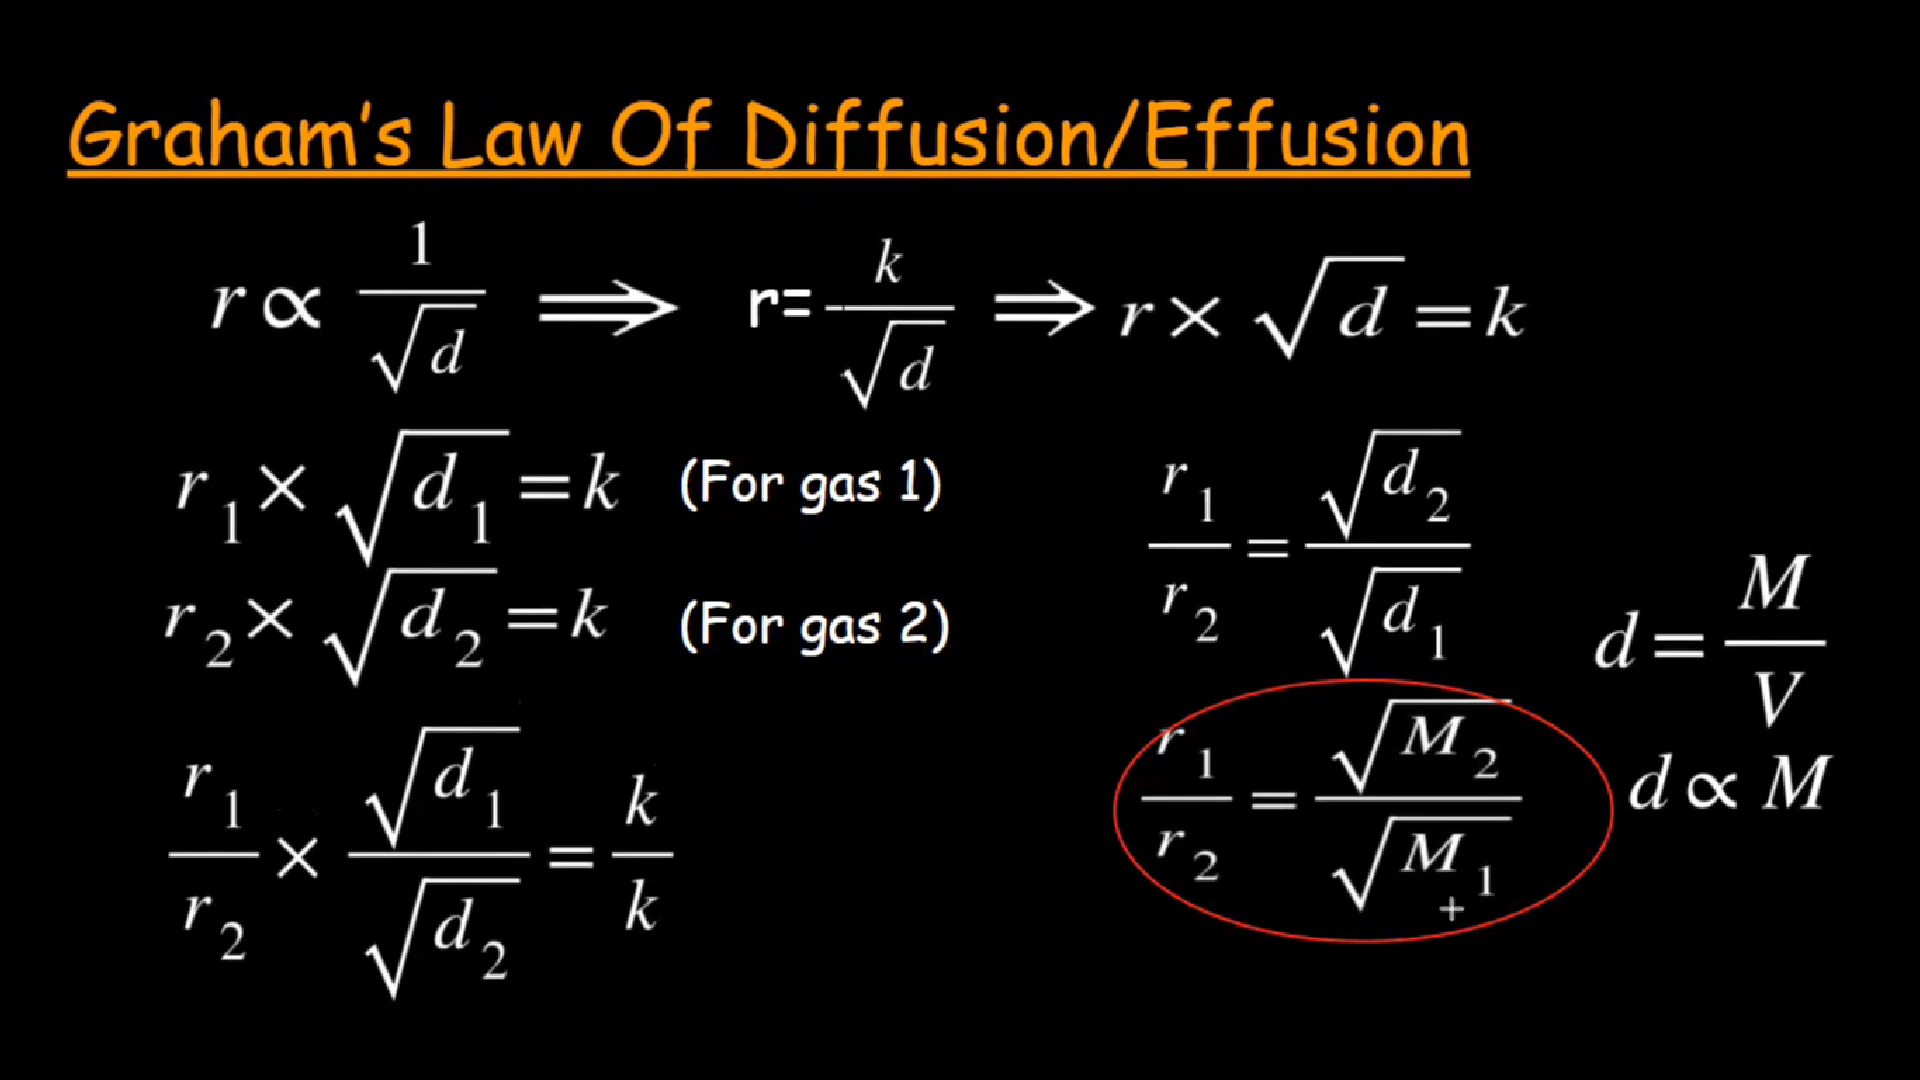 Graham's Law Of Diffusion/Effusion
r ∝ 1/√d ⟹ r= k/√d ⟹ r × √d = k
r₁ × √d₁ = k (For gas 1)
r₂ × √d₂ = k (For gas 2)
r₁/r₂ × √d₁/√d₂ = k/k
r₁/r₂ = √d₂/√d₁
r₁/r₂ = √M₂/√M₁
d = M/V
d ∝ M